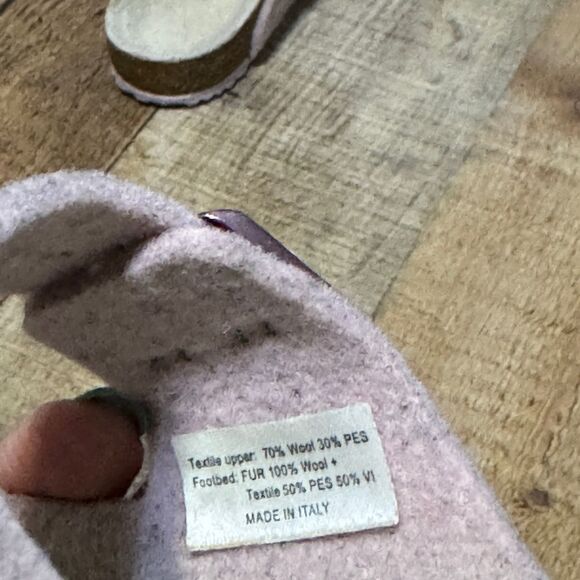 Textile upper: 70% Wool 30% PES
Footbed: FUR 100% Wool +
Textile 50% PES 50% VI
MADE IN ITALY